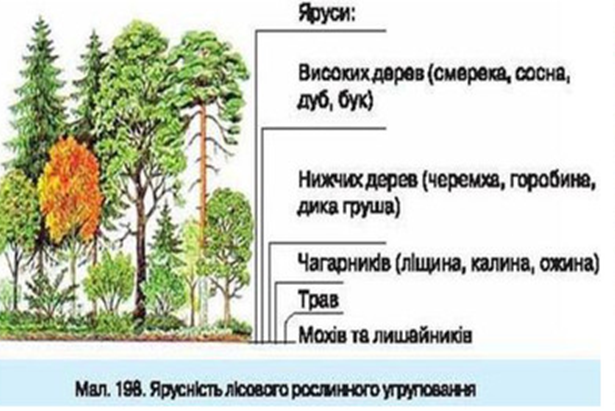 Яруси:
Високих дерев (смерека, сосна,
дуб, бук)
Нижчих дерев (черемха, горобина,
дика груша)
Чагарників (ліщина, калина, ожина)
Трав
Мохів та лишайників
Мал. 198. Ярусність лісового рослинного угруповання